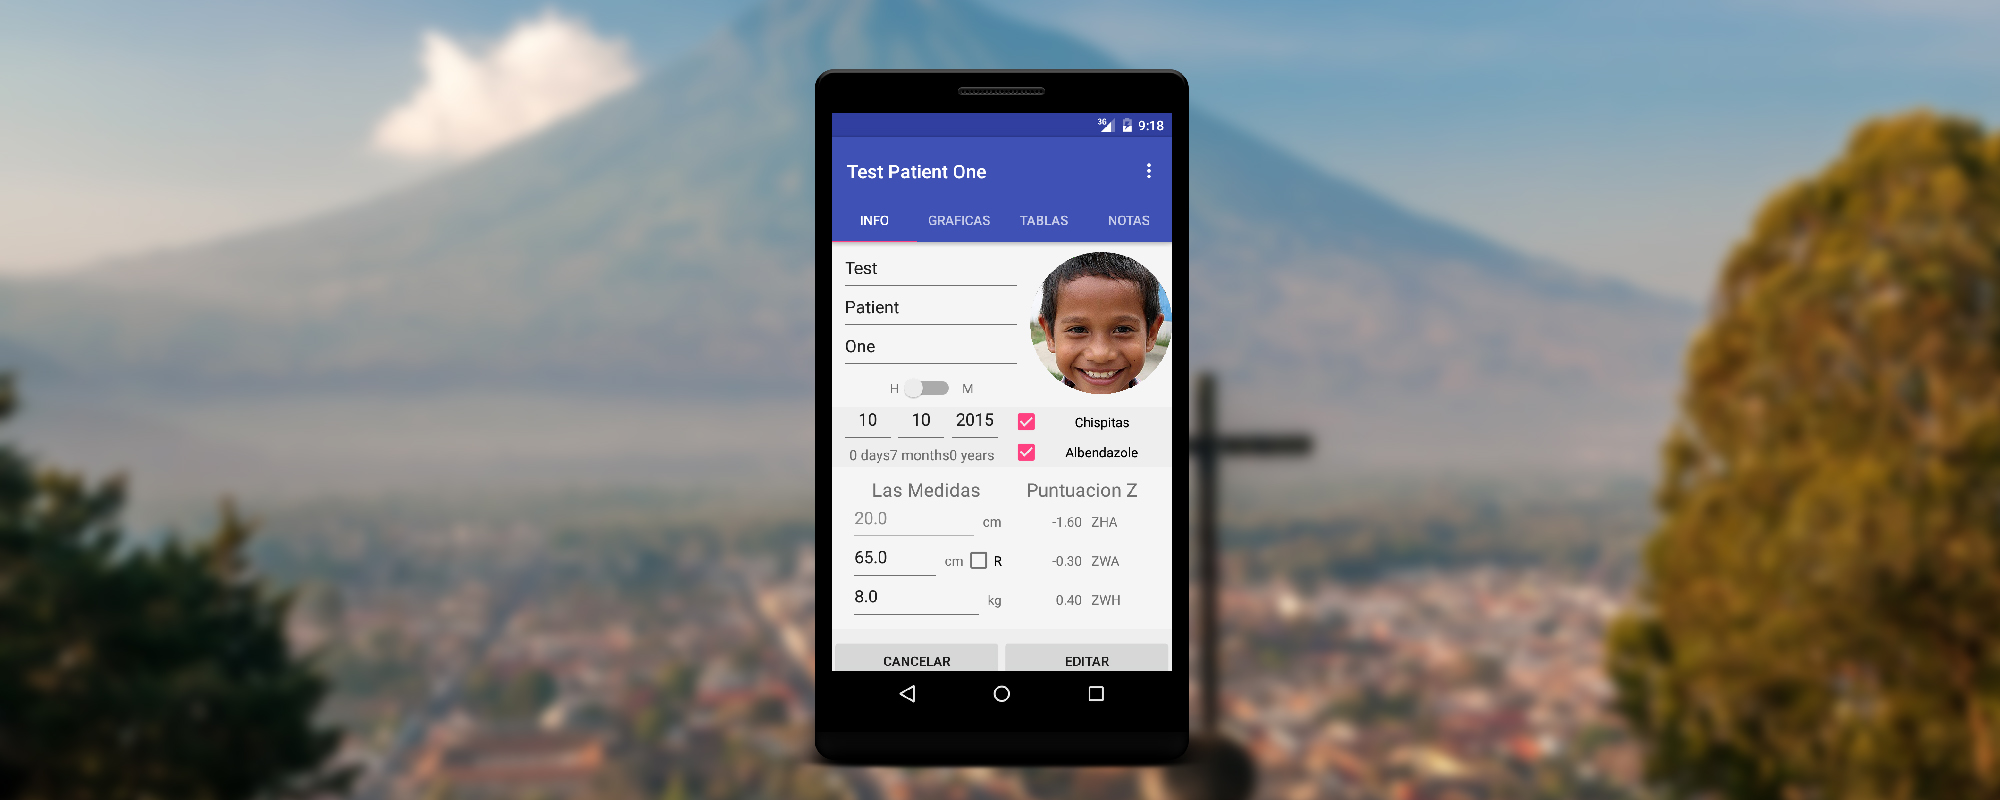 3G 9:18
Test Patient One
INFO GRAFICAS TABLAS NOTAS
Test
Patient
One
H M
10 10 2015
Chispitas
0 days7 months0 years
Albendazole
Las Medidas Puntuacion Z
20.0 cm -1.60 ZHA
65.0 cm R -0.30 ZWA
8.0 kg 0.40 ZWH
CANCELAR EDITAR